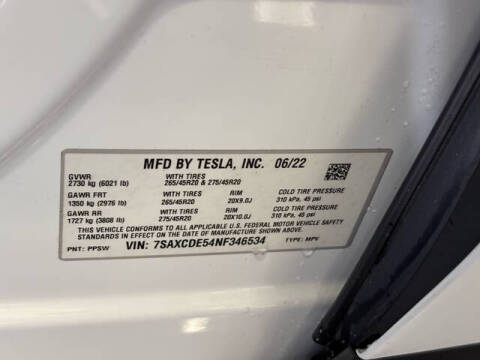 MFD BY TESLA, INC. 06/22
GVWR WITH TIRES
2730 kg (6021 lb) 265/45R20 & 275/45R20
GAWR FRT WITH TIRES RIM COLD TIRE PRESSURE
1350 kg (2976 lb) 265/45R20 20X9.0J 310 kPa, 45 psi
GAWR RR WITH TIRES RIM COLD TIRE PRESSURE
1727 kg (3808 lb) 275/45R20 20X10.0J 310 kPa, 45 psi
THIS VEHICLE CONFORMS TO ALL APPLICABLE U.S. FEDERAL MOTOR VEHICLE SAFETY
STANDARDS IN EFFECT ON THE DATE OF MANUFACTURE SHOWN ABOVE.
PNT: PPSW VIN: 7SAXCDE54NF346534 TYPE: MPV